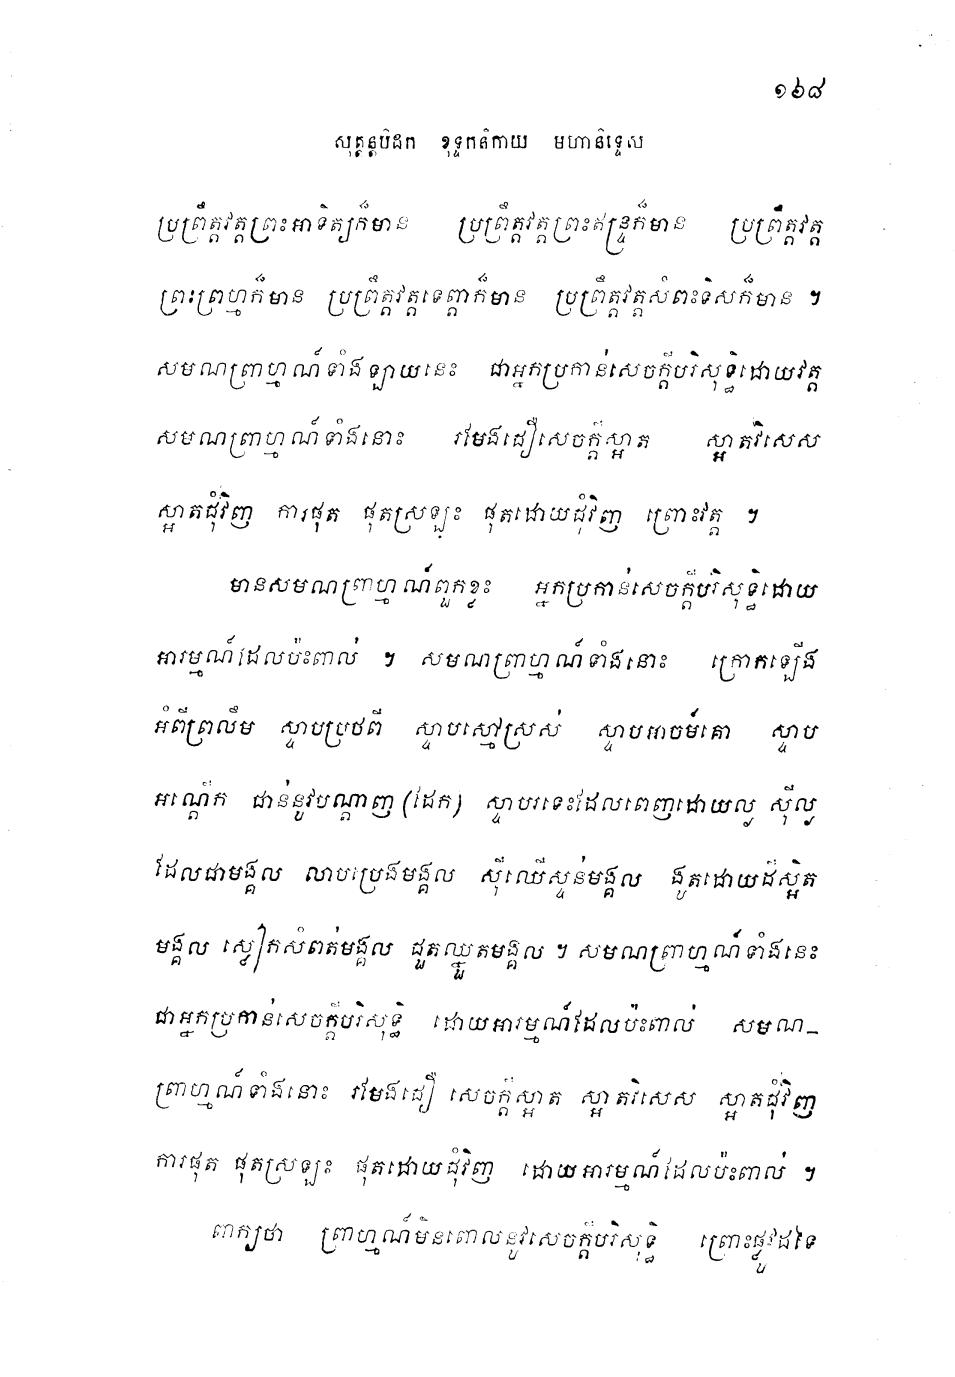 ១៦៨
សុត្តន្តបិដក ខុទ្ទកនិកាយ មហានិទ្ទេស
ប្រព្រឹត្តវត្តព្រះអាទិត្យក៏មាន ប្រព្រឹត្តវត្តព្រះឥន្ទ្រក៏មាន ប្រព្រឹត្តវត្ត
ព្រះព្រហ្មក៏មាន ប្រព្រឹត្តវត្តទេព្តាក៏មាន ប្រព្រឹត្តវត្តសំពះទិសក៏មាន ។
សមណព្រាហ្មណ៍ទាំងឡាយនេះ ជាអ្នកប្រកាន់សេចក្តីបរិសុទ្ធិដោយវត្ត
សមណព្រាហ្មណ៍ទាំងនោះ រមែងជឿសេចក្តីស្អាត ស្អាតវិសេស
ស្អាតជុំវិញ ការផុត ផុតស្រឡះ ផុតដោយជុំវិញ ព្រោះវត្ត ។
មានសមណព្រាហ្មណ៍ពួកខ្លះ អ្នកប្រកាន់សេចក្តីបរិសុទ្ធិដោយ
អារម្មណ៍ដែលប៉ះពាល់ ។ សមណព្រាហ្មណ៍ទាំងនោះ ក្រោកឡើង
អំពីព្រលឹម ស្ទាបប្រថពី ស្ទាបស្មៅស្រស់ ស្ទាបអាចម៍គោ ស្ទាប
អណ្តើក ជាន់នូវបណ្តាញ (ដែក) ស្ទាបរទេះដែលពេញដោយល្ង ស៊ីល្ង
ដែលជាមង្គល លាបប្រេងមង្គល ស៊ីឈើស្ទន់មង្គល ងូតដោយដីស្អិត
មង្គល ស្លៀកសំពត់មង្គល ជួតឈ្នួតមង្គល ។ សមណព្រាហ្មណ៍ទាំងនេះ
ជាអ្នកប្រកាន់សេចក្តីបរិសុទ្ធិ ដោយអារម្មណ៍ដែលប៉ះពាល់ សមណ-
ព្រាហ្មណ៍ទាំងនោះ រមែងជឿ សេចក្តីស្អាត ស្អាតវិសេស ស្អាតជុំវិញ
ការផុត ផុតស្រឡះ ផុតដោយជុំវិញ ដោយអារម្មណ៍ដែលប៉ះពាល់ ។
ពាក្យថា ព្រាហ្មណ៍មិនពោលនូវសេចក្តីបរិសុទ្ធិ ព្រោះផ្លូវដទៃ